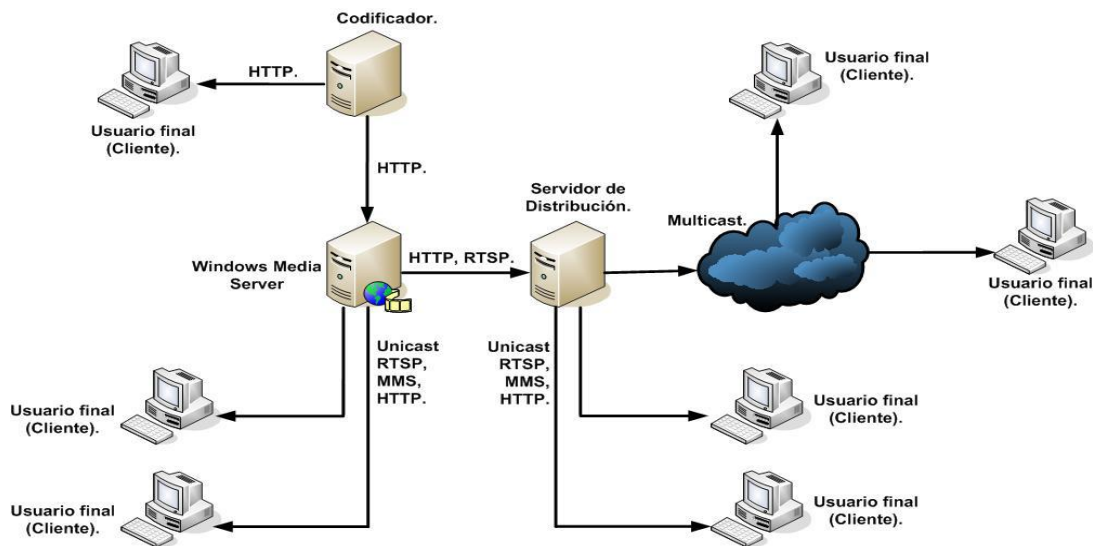 Codificador.
HTTP.
Usuario final
(Cliente).
HTTP.
Usuario final
(Cliente).
Servidor de
Distribución.
Multicast.
Windows Media
Server
HTTP, RTSP.
Usuario final
(Cliente).
Unicast
RTSP,
MMS,
HTTP.
Unicast
RTSP,
MMS,
HTTP.
Usuario final
(Cliente).
Usuario final
(Cliente).
Usuario final
(Cliente).
Usuario final
(Cliente).